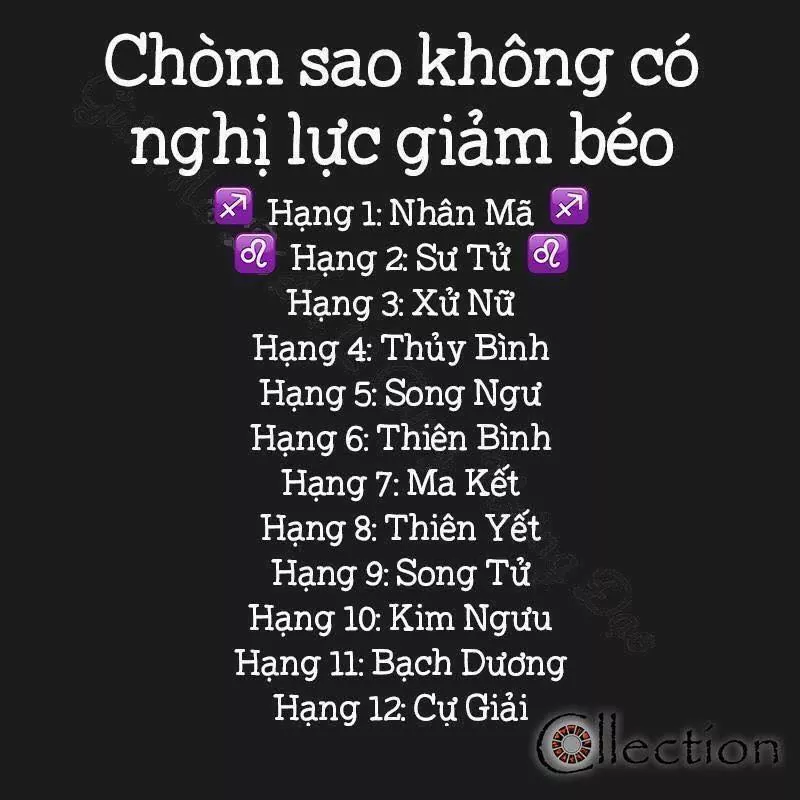 Chòm sao không có
nghị lực giảm béo
♐ Hạng 1: Nhân Mã ♐
♌ Hạng 2: Sư Tử ♌
Hạng 3: Xử Nữ
Hạng 4: Thủy Bình
Hạng 5: Song Ngư
Hạng 6: Thiên Bình
Hạng 7: Ma Kết
Hạng 8: Thiên Yết
Hạng 9: Song Tử
Hạng 10: Kim Ngưu
Hạng 11: Bạch Dương
Hạng 12: Cự Giải
Collection